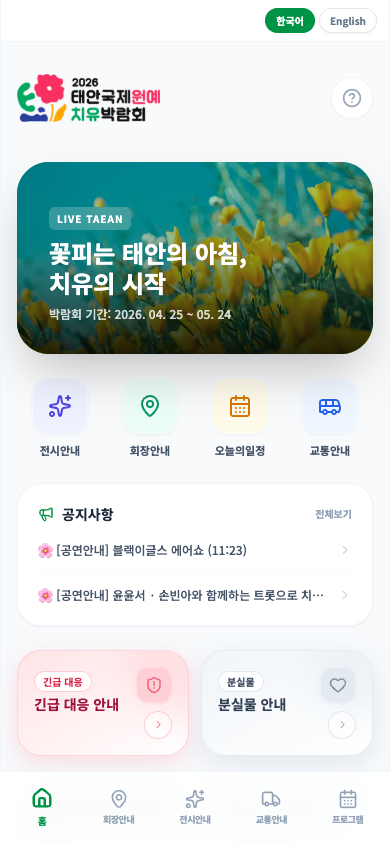 한국어 English
2026
태안국제원예
치유박람회
LIVE TAEAN
꽃피는 태안의 아침,
치유의 시작
박람회 기간: 2026. 04. 25 ~ 05. 24
전시안내 회장안내 오늘의일정 교통안내
공지사항 전체보기
🌸 [공연안내] 블랙이글스 에어쇼 (11:23)
🌸 [공연안내] 윤윤서 · 손빈아와 함께하는 트롯으로 치…
긴급 대응
긴급 대응 안내
분실물
분실물 안내
홈 회장안내 전시안내 교통안내 프로그램